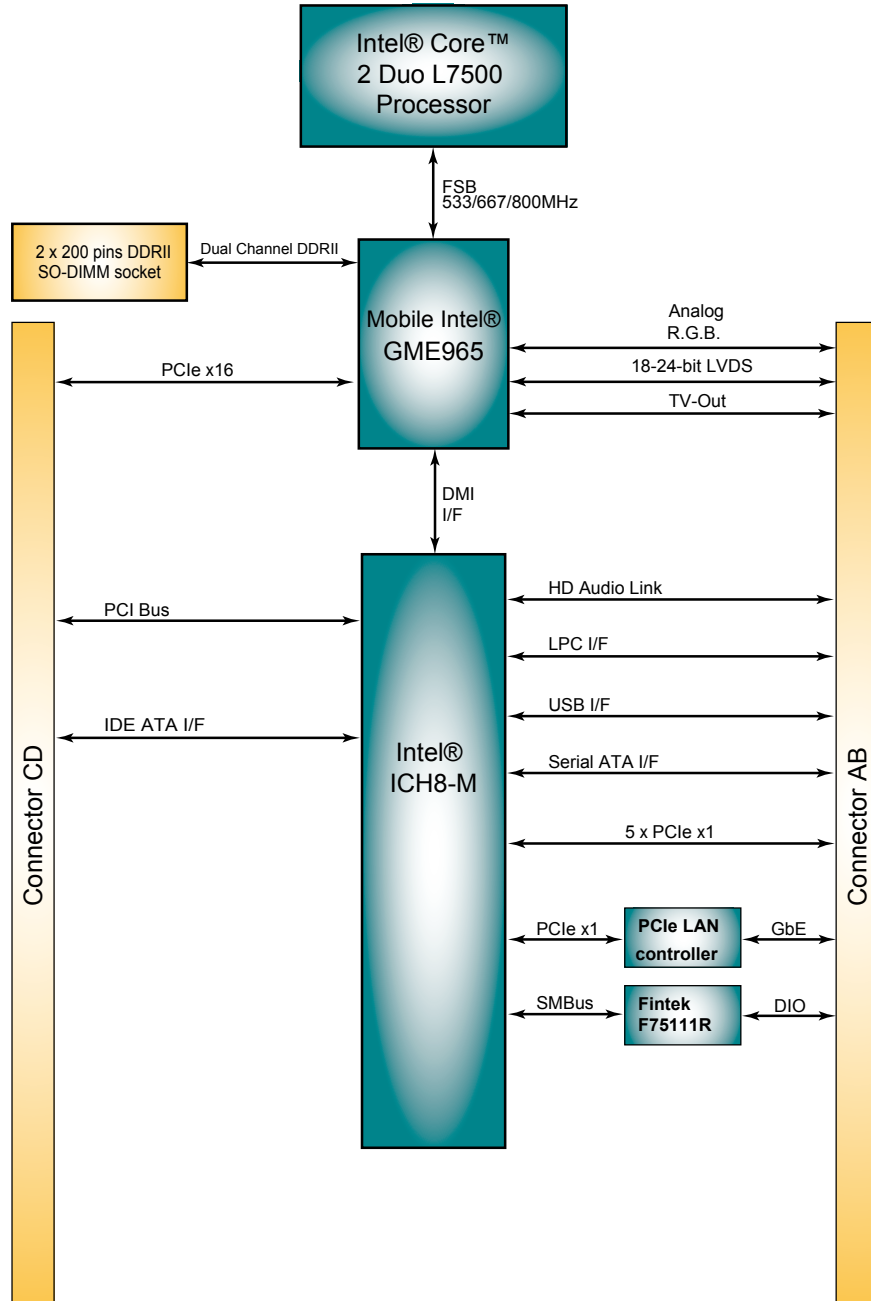 Intel® Core™
2 Duo L7500
Processor
FSB
533/667/800MHz
2 x 200 pins DDRII
SO-DIMM socket
Dual Channel DDRII
Mobile Intel®
GME965
Analog
R.G.B.
18-24-bit LVDS
TV-Out
PCIe x16
DMI
I/F
PCI Bus
IDE ATA I/F
Intel®
ICH8-M
HD Audio Link
LPC I/F
USB I/F
Serial ATA I/F
5 x PCIe x1
PCIe x1
PCIe LAN
controller
GbE
SMBus
Fintek
F75111R
DIO
Connector CD
Connector AB